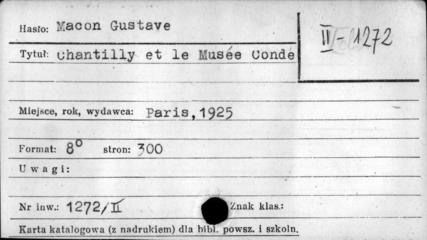 Hasło: Macon Gustave
II-1272
Tytuł: Chantilly et le Musée Condé
Miejsce, rok, wydawca: Paris,1925
Format: 8° stron: 300
Uwagi:
Nr inw.: 1272/II Znak klas.:
Karta katalogowa (z nadrukiem) dla bibl. powsz. i szkoln.